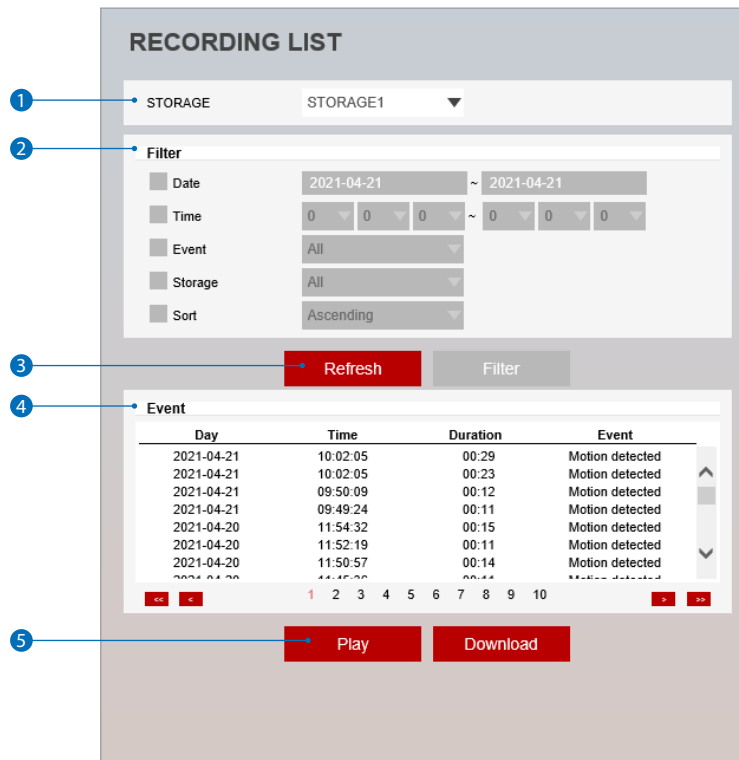 RECORDING LIST
1 STORAGE STORAGE1
2 Filter
Date 2021-04-21 ~ 2021-04-21
Time 0 0 0 ~ 0 0 0
Event All
Storage All
Sort Ascending
3 Refresh Filter
4 Event
Day Time Duration Event
2021-04-21 10:02:05 00:29 Motion detected
2021-04-21 10:02:05 00:23 Motion detected
2021-04-21 09:50:09 00:12 Motion detected
2021-04-21 09:49:24 00:11 Motion detected
2021-04-20 11:54:32 00:15 Motion detected
2021-04-20 11:52:19 00:11 Motion detected
2021-04-20 11:50:57 00:14 Motion detected
<< < 1 2 3 4 5 6 7 8 9 10 > >>
5 Play Download